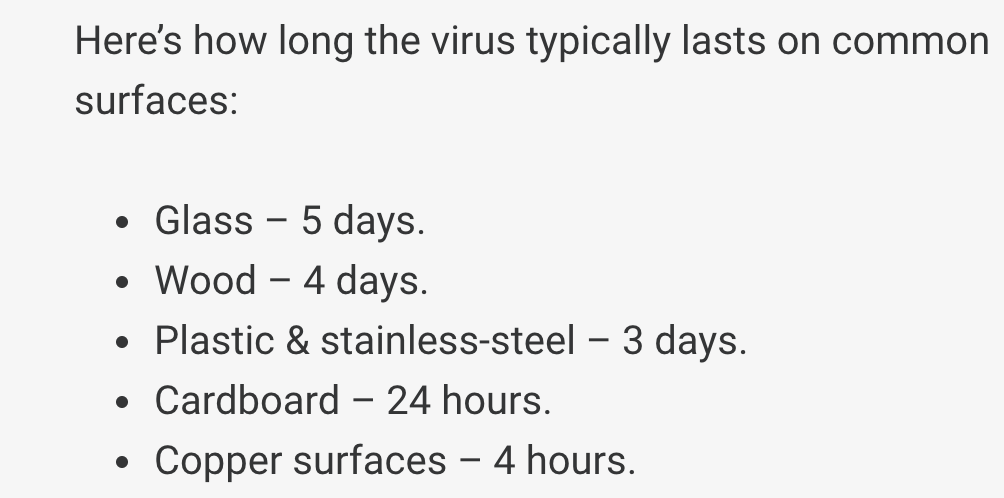 Here’s how long the virus typically lasts on common
surfaces:
• Glass – 5 days.
• Wood – 4 days.
• Plastic & stainless-steel – 3 days.
• Cardboard – 24 hours.
• Copper surfaces – 4 hours.